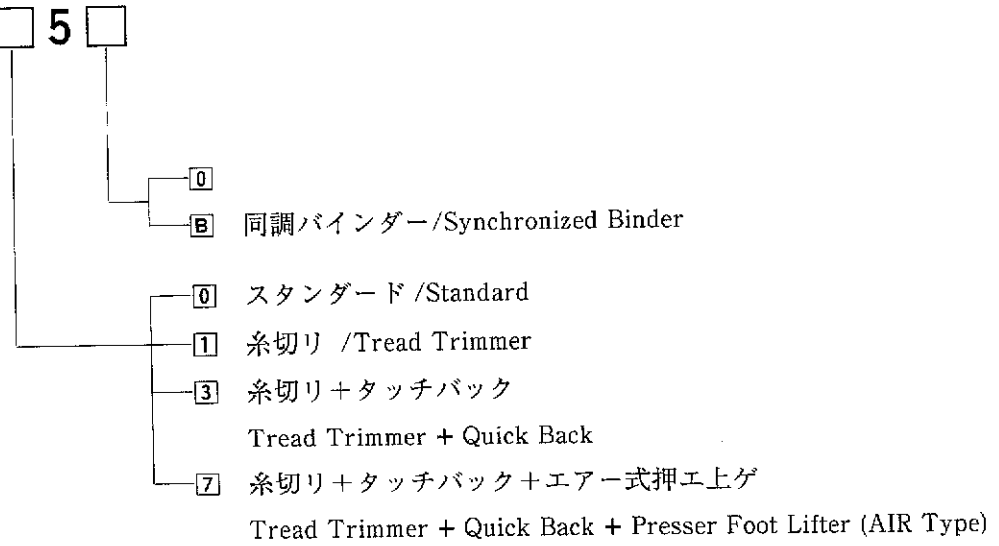 □5□
0
B 同調バインダー/Synchronized Binder
0 スタンダード /Standard
1 糸切リ /Tread Trimmer
3 糸切リ+タッチバック
Tread Trimmer + Quick Back
7 糸切リ+タッチバック+エアー式押エ上ゲ
Tread Trimmer + Quick Back + Presser Foot Lifter (AIR Type)